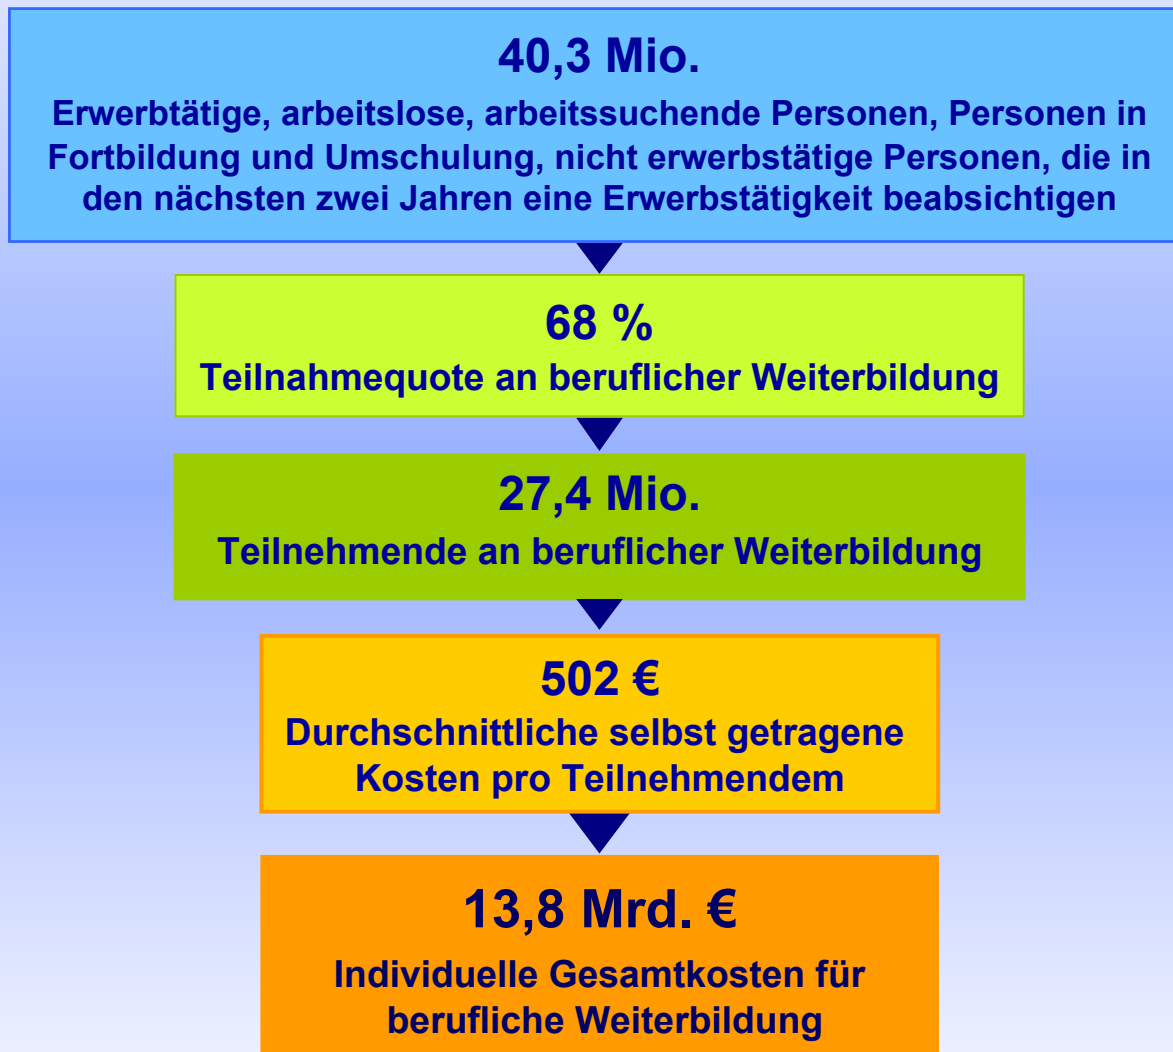 40,3 Mio.
Erwerbtätige, arbeitslose, arbeitssuchende Personen, Personen in
Fortbildung und Umschulung, nicht erwerbstätige Personen, die in
den nächsten zwei Jahren eine Erwerbstätigkeit beabsichtigen
68 %
Teilnahmequote an beruflicher Weiterbildung
27,4 Mio.
Teilnehmende an beruflicher Weiterbildung
502 €
Durchschnittliche selbst getragene
Kosten pro Teilnehmendem
13,8 Mrd. €
Individuelle Gesamtkosten für
berufliche Weiterbildung